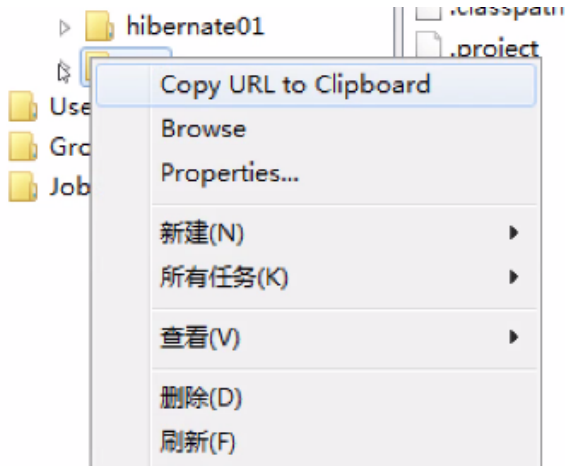 hibernate01
.classpath
.project
Copy URL to Clipboard
Use
Browse
Gro
Properties...
Job
新建(N)
所有任务(K)
查看(V)
删除(D)
刷新(F)